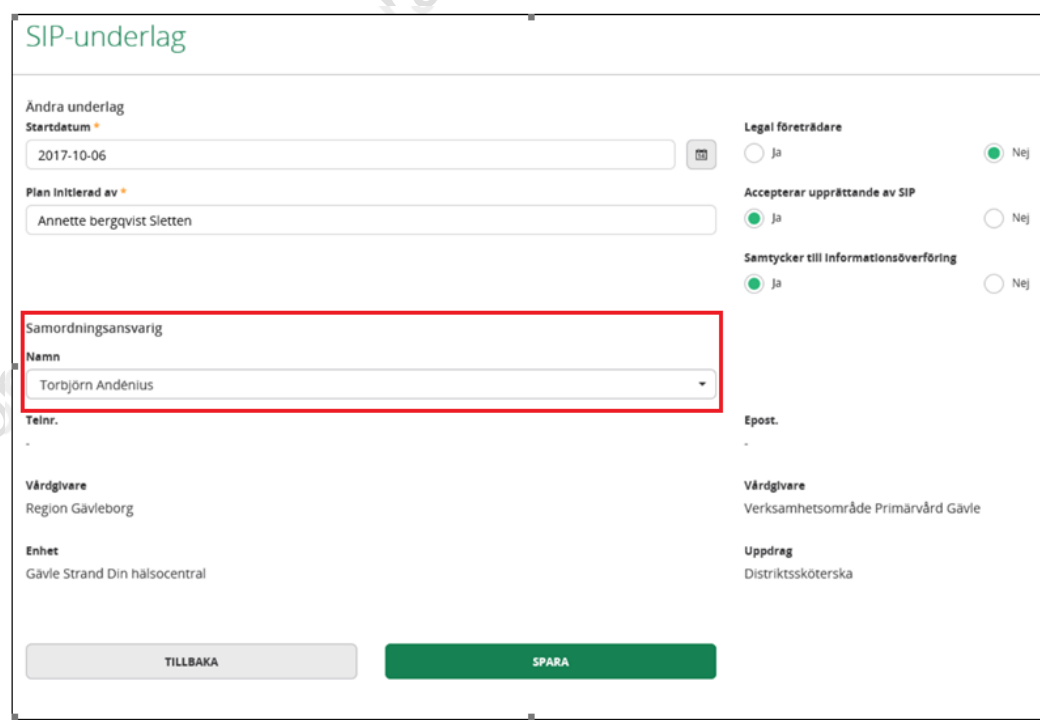 SIP-underlag
Ändra underlag
Startdatum *
2017-10-06
Plan initierad av *
Annette bergqvist Sletten
Legal företrädare
Ja Nej
Accepterar upprättande av SIP
Ja Nej
Samtycker till informationsöverföring
Ja Nej
Samordningsansvarig
Namn
Torbjörn Andénius
Telnr.
-
Epost.
-
Vårdgivare
Region Gävleborg
Vårdgivare
Verksamhetsområde Primärvård Gävle
Enhet
Gävle Strand Din hälsocentral
Uppdrag
Distriktssköterska
TILLBAKA
SPARA